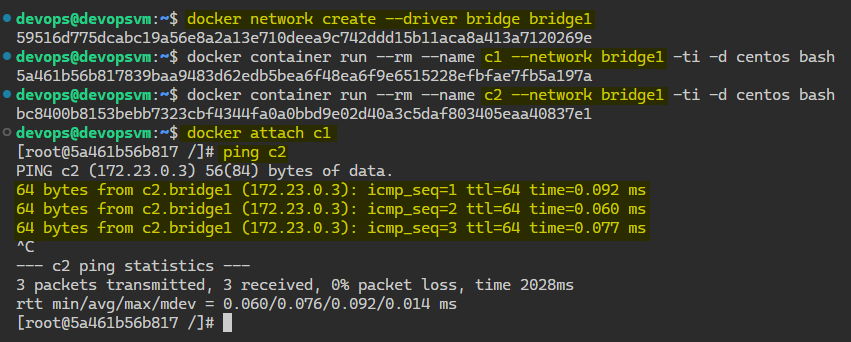 devops@devopsvm:~$ docker network create --driver bridge bridge1
59516d775dcabc19a56e8a2a13e710deea9c742ddd15b11aca8a413a7120269e
devops@devopsvm:~$ docker container run --rm --name c1 --network bridge1 -ti -d centos bash
5a461b56b817839baa9483d62edb5bea6f48ea6f9e6515228efbfae7fb5a197a
devops@devopsvm:~$ docker container run --rm --name c2 --network bridge1 -ti -d centos bash
bc8400b8153bebb7323cbf4344fa0a0bbd9e02d40a3c5daf803405eaa40837e1
devops@devopsvm:~$ docker attach c1
[root@5a461b56b817 /]# ping c2
PING c2 (172.23.0.3) 56(84) bytes of data.
64 bytes from c2.bridge1 (172.23.0.3): icmp_seq=1 ttl=64 time=0.092 ms
64 bytes from c2.bridge1 (172.23.0.3): icmp_seq=2 ttl=64 time=0.060 ms
64 bytes from c2.bridge1 (172.23.0.3): icmp_seq=3 ttl=64 time=0.077 ms
^C
--- c2 ping statistics ---
3 packets transmitted, 3 received, 0% packet loss, time 2028ms
rtt min/avg/max/mdev = 0.060/0.076/0.092/0.014 ms
[root@5a461b56b817 /]#